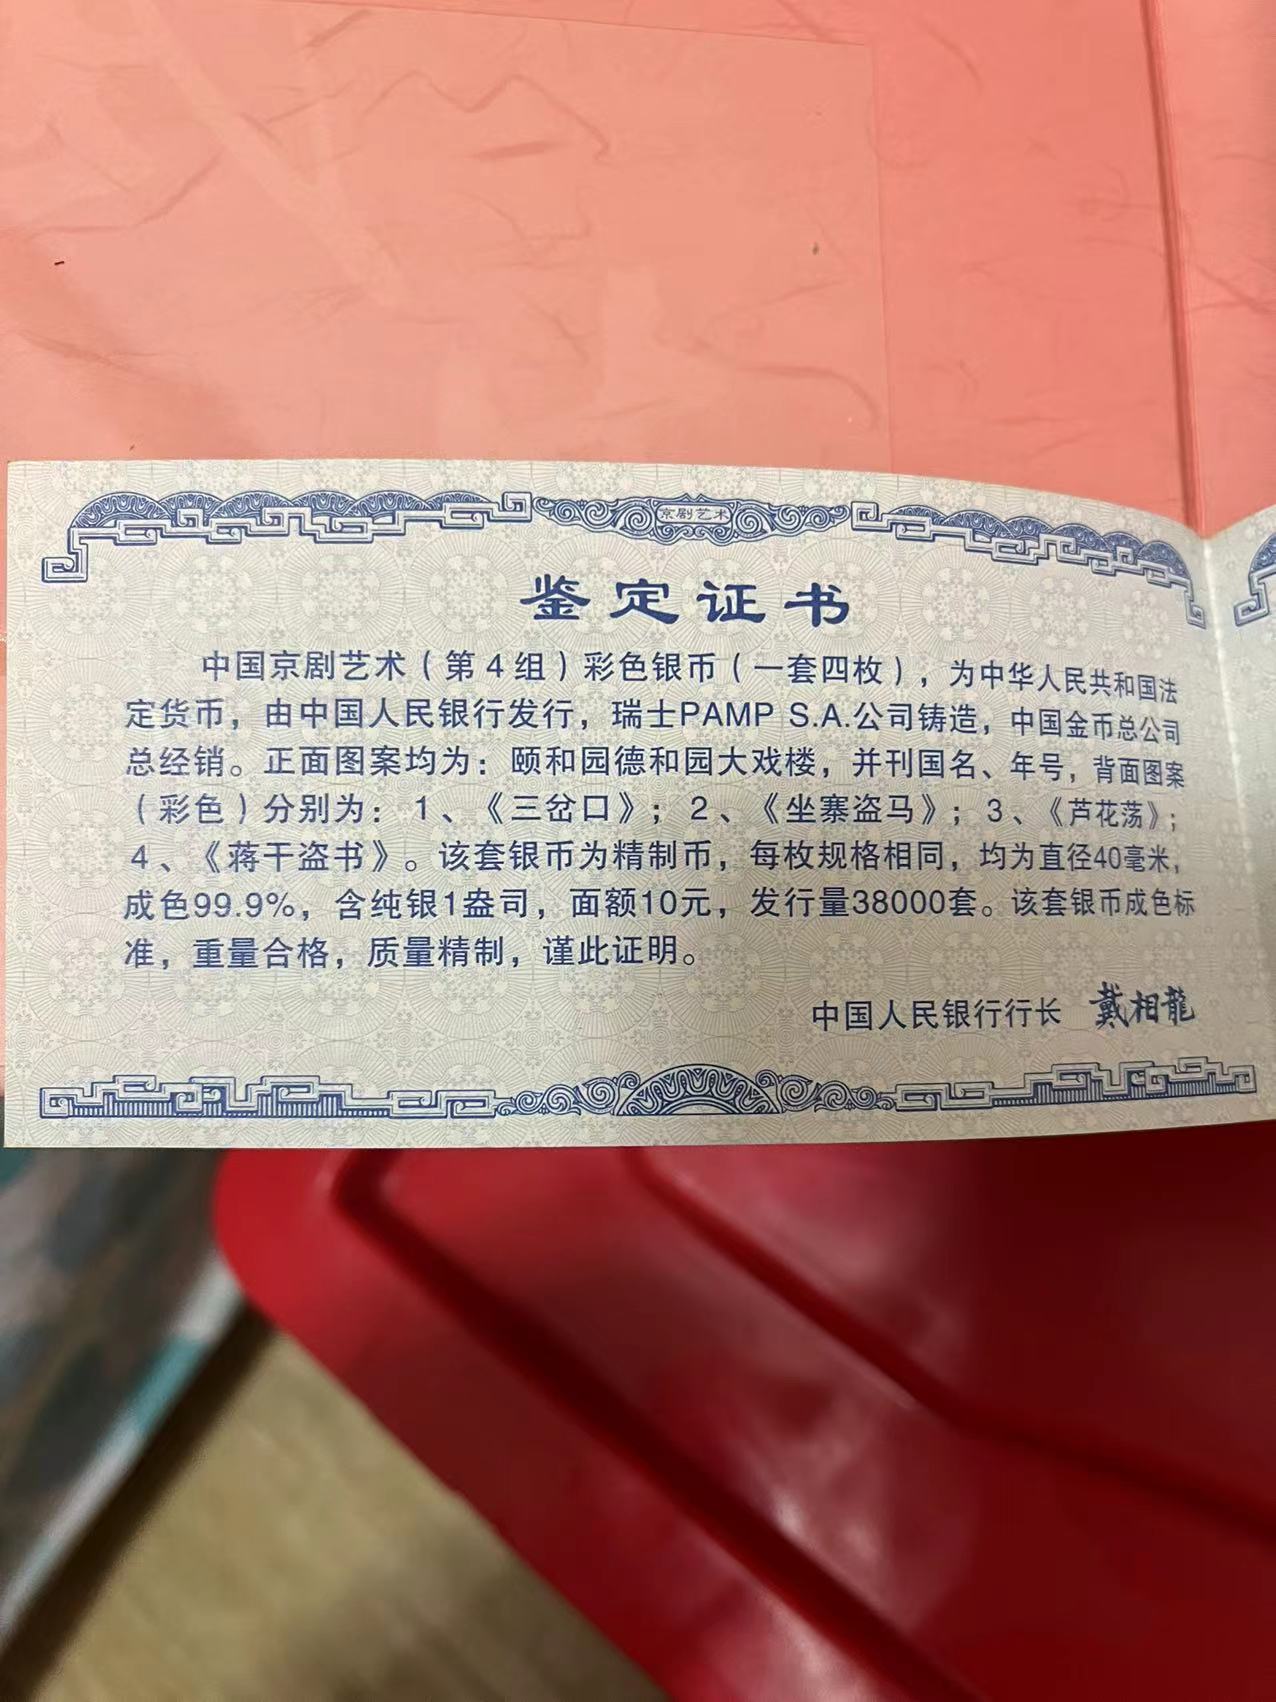 京剧艺术
鉴定证书
中国京剧艺术（第4组）彩色银币（一套四枚），为中华人民共和国法
定货币，由中国人民银行发行，瑞士PAMP S.A.公司铸造，中国金币总公司
总经销。正面图案均为：颐和园德和园大戏楼，并刊国名、年号，背面图案
（彩色）分别为：1、《三岔口》；2、《坐寨盗马》；3、《芦花荡》；
4、《蒋干盗书》。该套银币为精制币，每枚规格相同，均为直径40毫米，
成色99.9%，含纯银1盎司，面额10元，发行量38000套。该套银币成色标
准，重量合格，质量精制，谨此证明。
中国人民银行行长 戴相龍